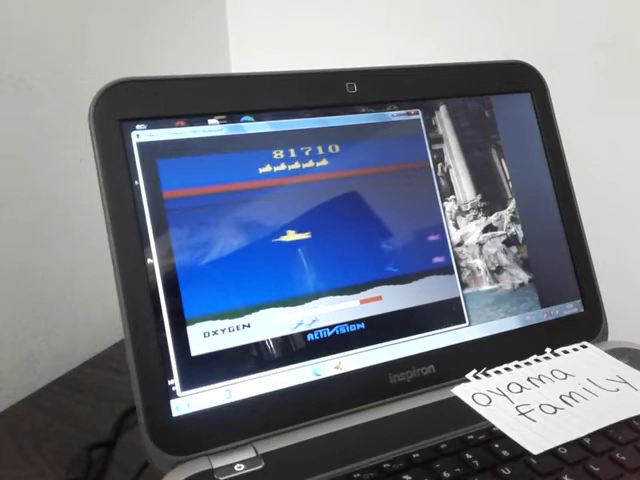 81710
OXYGEN
ACTIVISION
inspiron
oyama
family